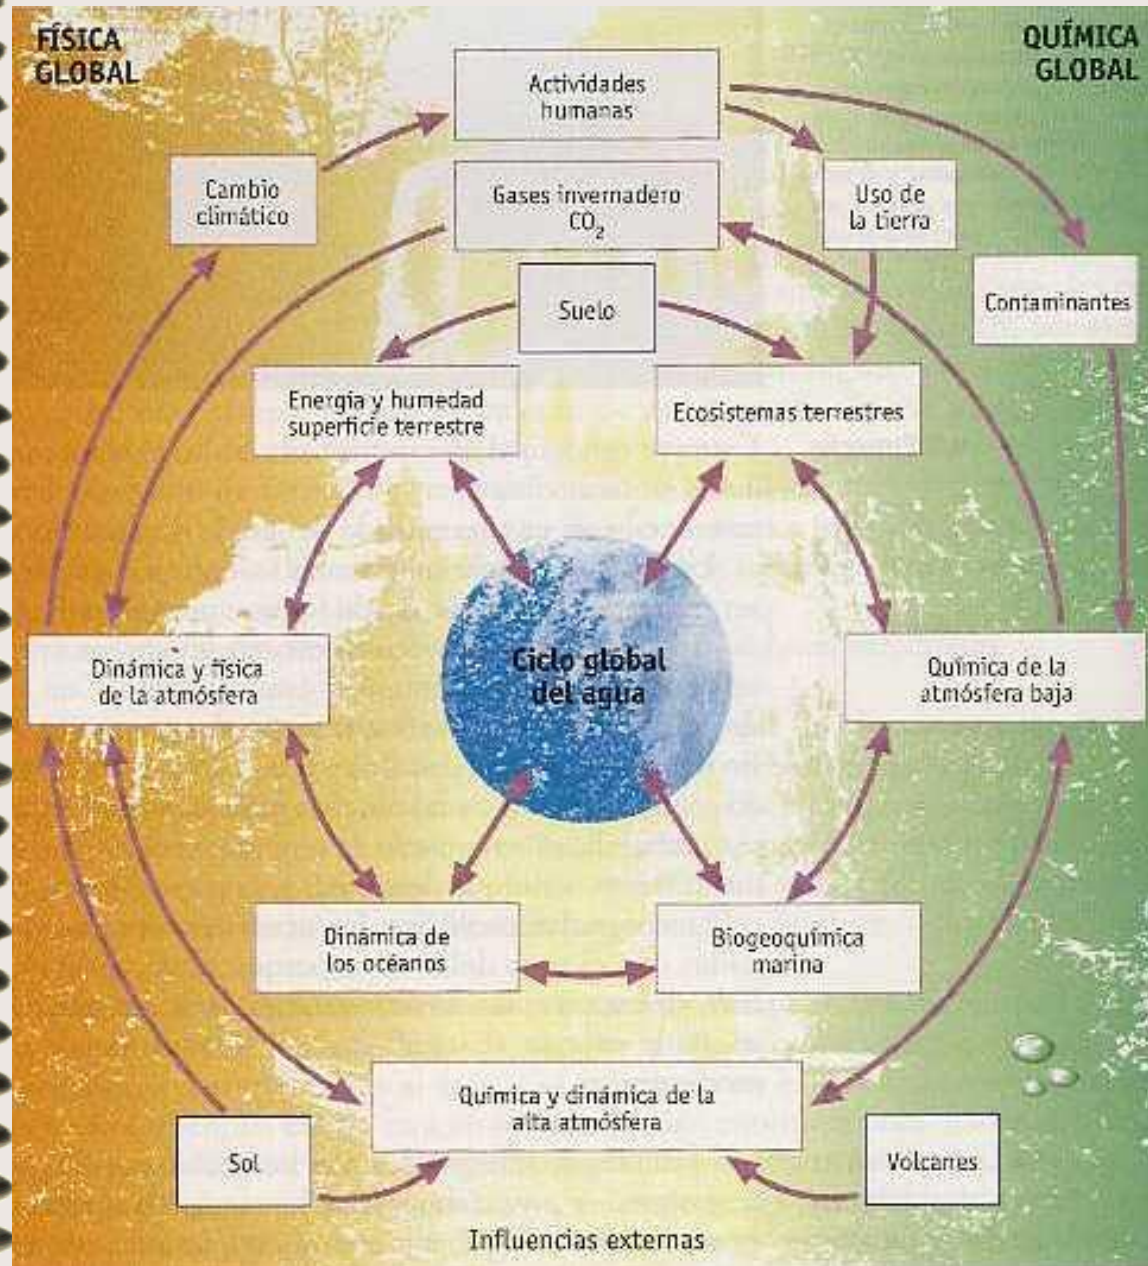 FÍSICA
GLOBAL
QUÍMICA
GLOBAL
Actividades
humanas
Cambio
climático
Gases invernadero
CO₂
Uso de
la tierra
Suelo
Contaminantes
Energía y humedad
superficie terrestre
Ecosistemas terrestres
Ciclo global
del agua
Dinámica y física
de la atmósfera
Química de la
atmósfera baja
Dinámica de
los océanos
Biogeoquímica
marina
Química y dinámica de la
alta atmósfera
Sol
Volcanes
Influencias externas